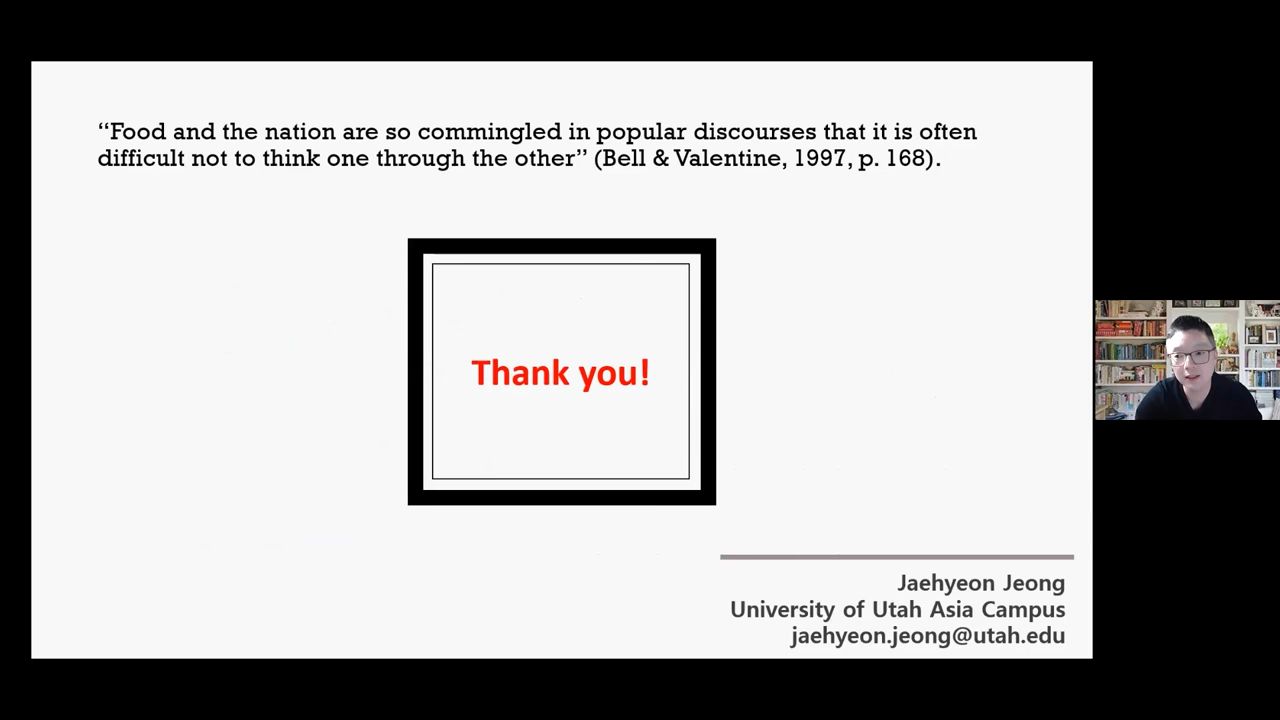 “Food and the nation are so commingled in popular discourses that it is often
difficult not to think one through the other” (Bell & Valentine, 1997, p. 168).
Thank you!
Jaehyeon Jeong
University of Utah Asia Campus
jaehyeon.jeong@utah.edu